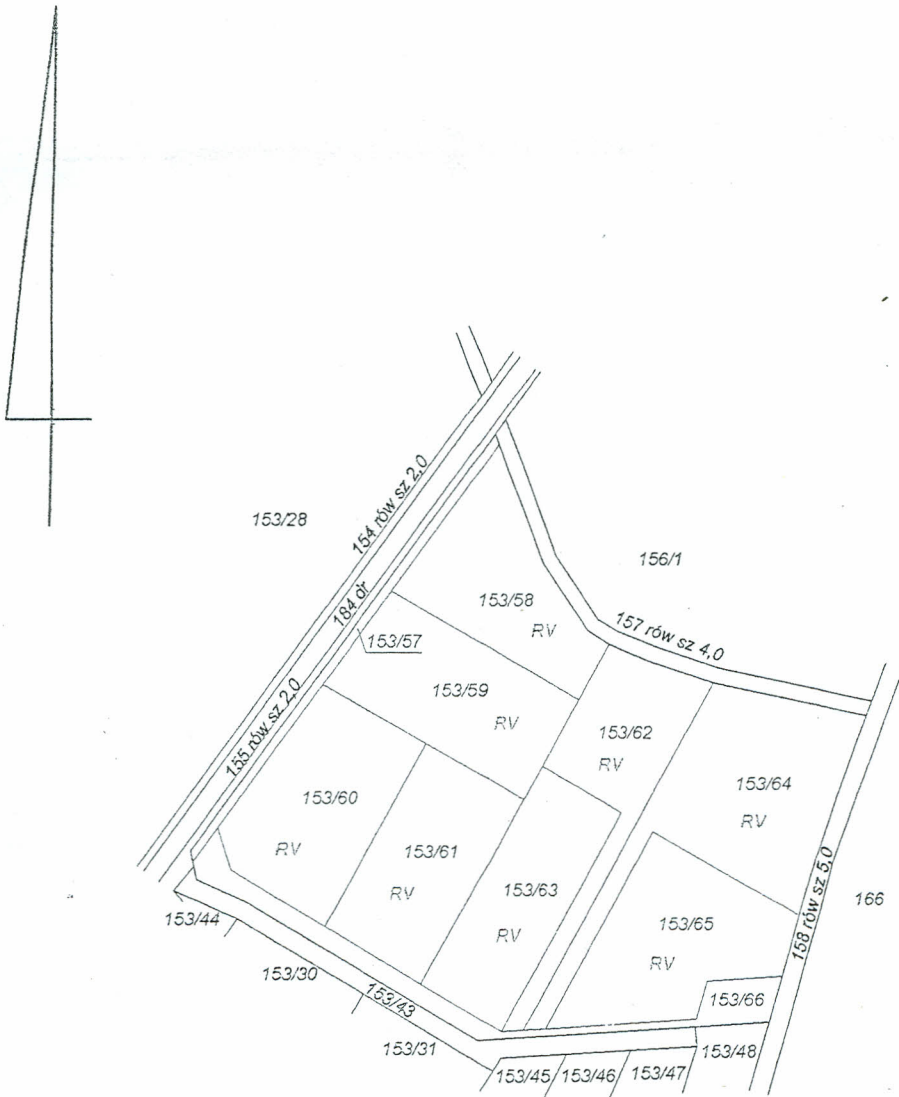 154 rów sz 2,0
153/28
156/1
184 dr
153/58
RV
157 rów sz 4,0
153/57
153/59
RV
155 rów sz 2,0
153/62
RV
153/64
RV
153/60
RV
153/61
RV
153/63
RV
158 rów sz 5,0
166
153/65
RV
153/44
153/30
153/43
153/66
153/31
153/48
153/45
153/46
153/47